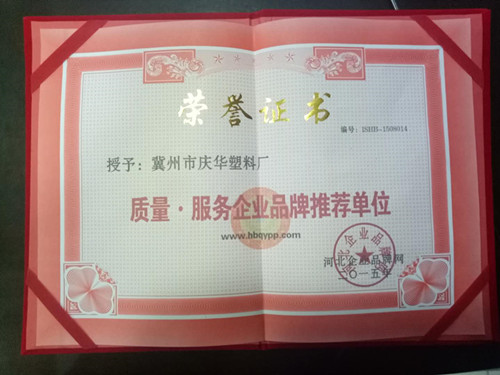 荣誉证书
编号：DSHB-1508014
授予：冀州市庆华塑料厂
质量·服务企业品牌推荐单位
www.hbqypp.com
河北企业品牌网
二〇一五年